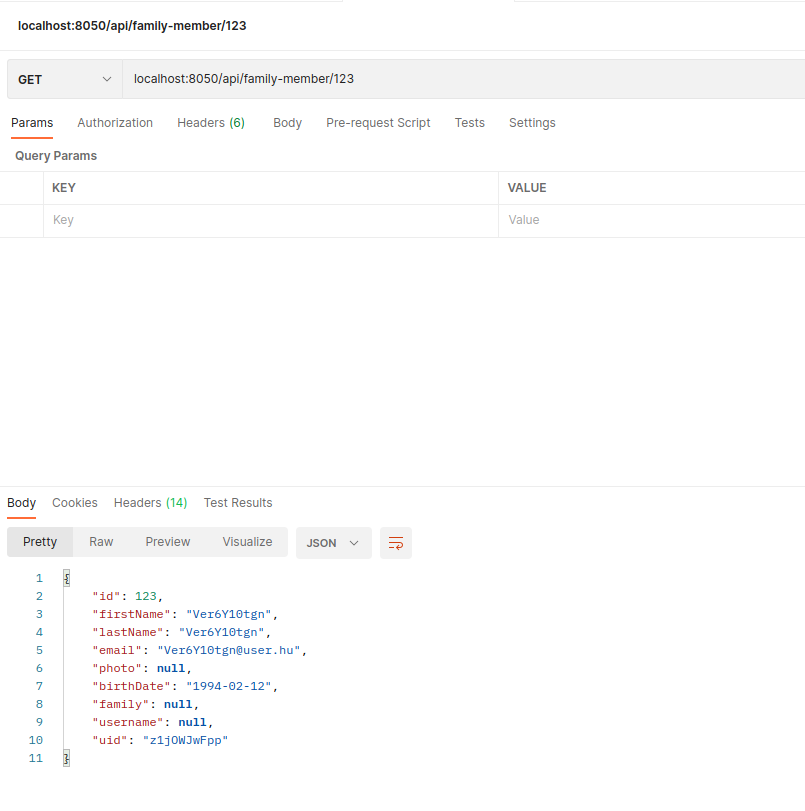 localhost:8050/api/family-member/123
GET localhost:8050/api/family-member/123
Params Authorization Headers (6) Body Pre-request Script Tests Settings
Query Params
KEY VALUE
Key Value
Body Cookies Headers (14) Test Results
Pretty Raw Preview Visualize JSON
1 {
2 "id": 123,
3 "firstName": "Ver6Y10tgn",
4 "lastName": "Ver6Y10tgn",
5 "email": "Ver6Y10tgn@user.hu",
6 "photo": null,
7 "birthDate": "1994-02-12",
8 "family": null,
9 "username": null,
10 "uid": "z1jOWJwFpp"
11 }